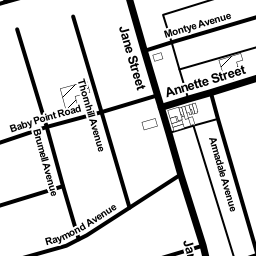 Montye Avenue
Jane Street
Annette Street
Baby Point Road
Thornhill Avenue
Brumell Avenue
Armadale Avenue
Raymond Avenue
Ja